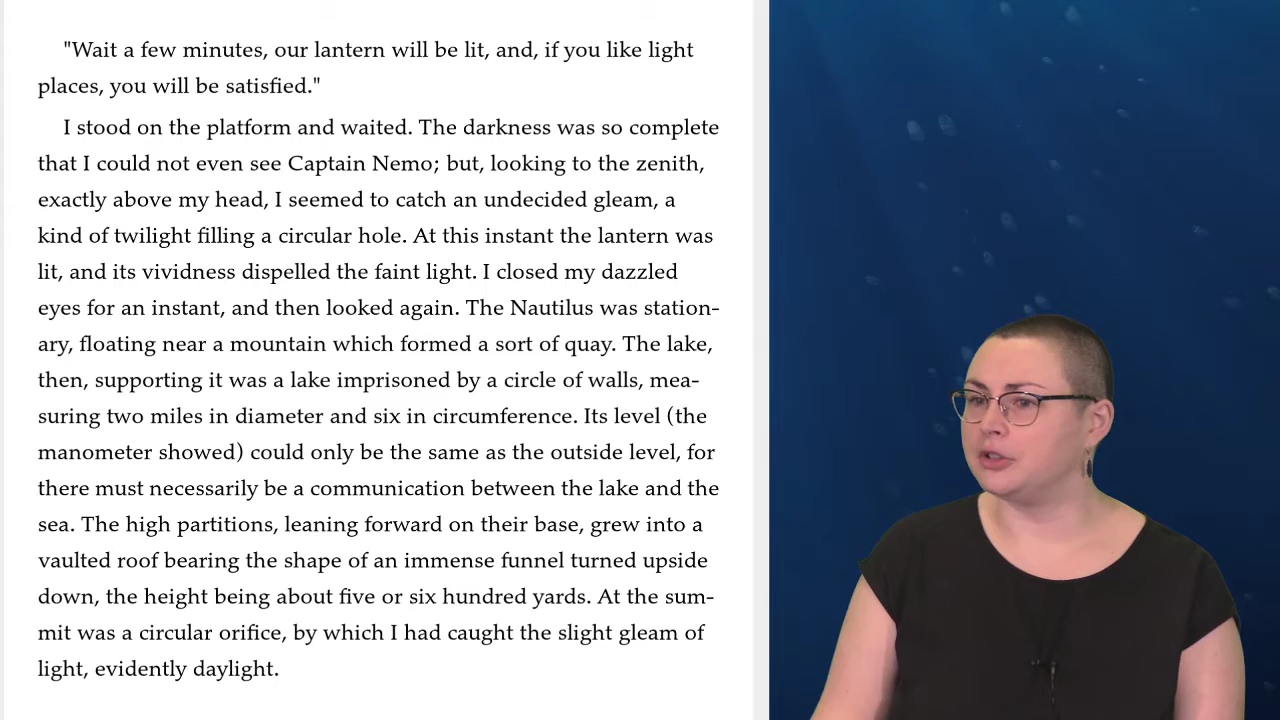 "Wait a few minutes, our lantern will be lit, and, if you like light
places, you will be satisfied."
I stood on the platform and waited. The darkness was so complete
that I could not even see Captain Nemo; but, looking to the zenith,
exactly above my head, I seemed to catch an undecided gleam, a
kind of twilight filling a circular hole. At this instant the lantern was
lit, and its vividness dispelled the faint light. I closed my dazzled
eyes for an instant, and then looked again. The Nautilus was station-
ary, floating near a mountain which formed a sort of quay. The lake,
then, supporting it was a lake imprisoned by a circle of walls, mea-
suring two miles in diameter and six in circumference. Its level (the
manometer showed) could only be the same as the outside level, for
there must necessarily be a communication between the lake and the
sea. The high partitions, leaning forward on their base, grew into a
vaulted roof bearing the shape of an immense funnel turned upside
down, the height being about five or six hundred yards. At the sum-
mit was a circular orifice, by which I had caught the slight gleam of
light, evidently daylight.